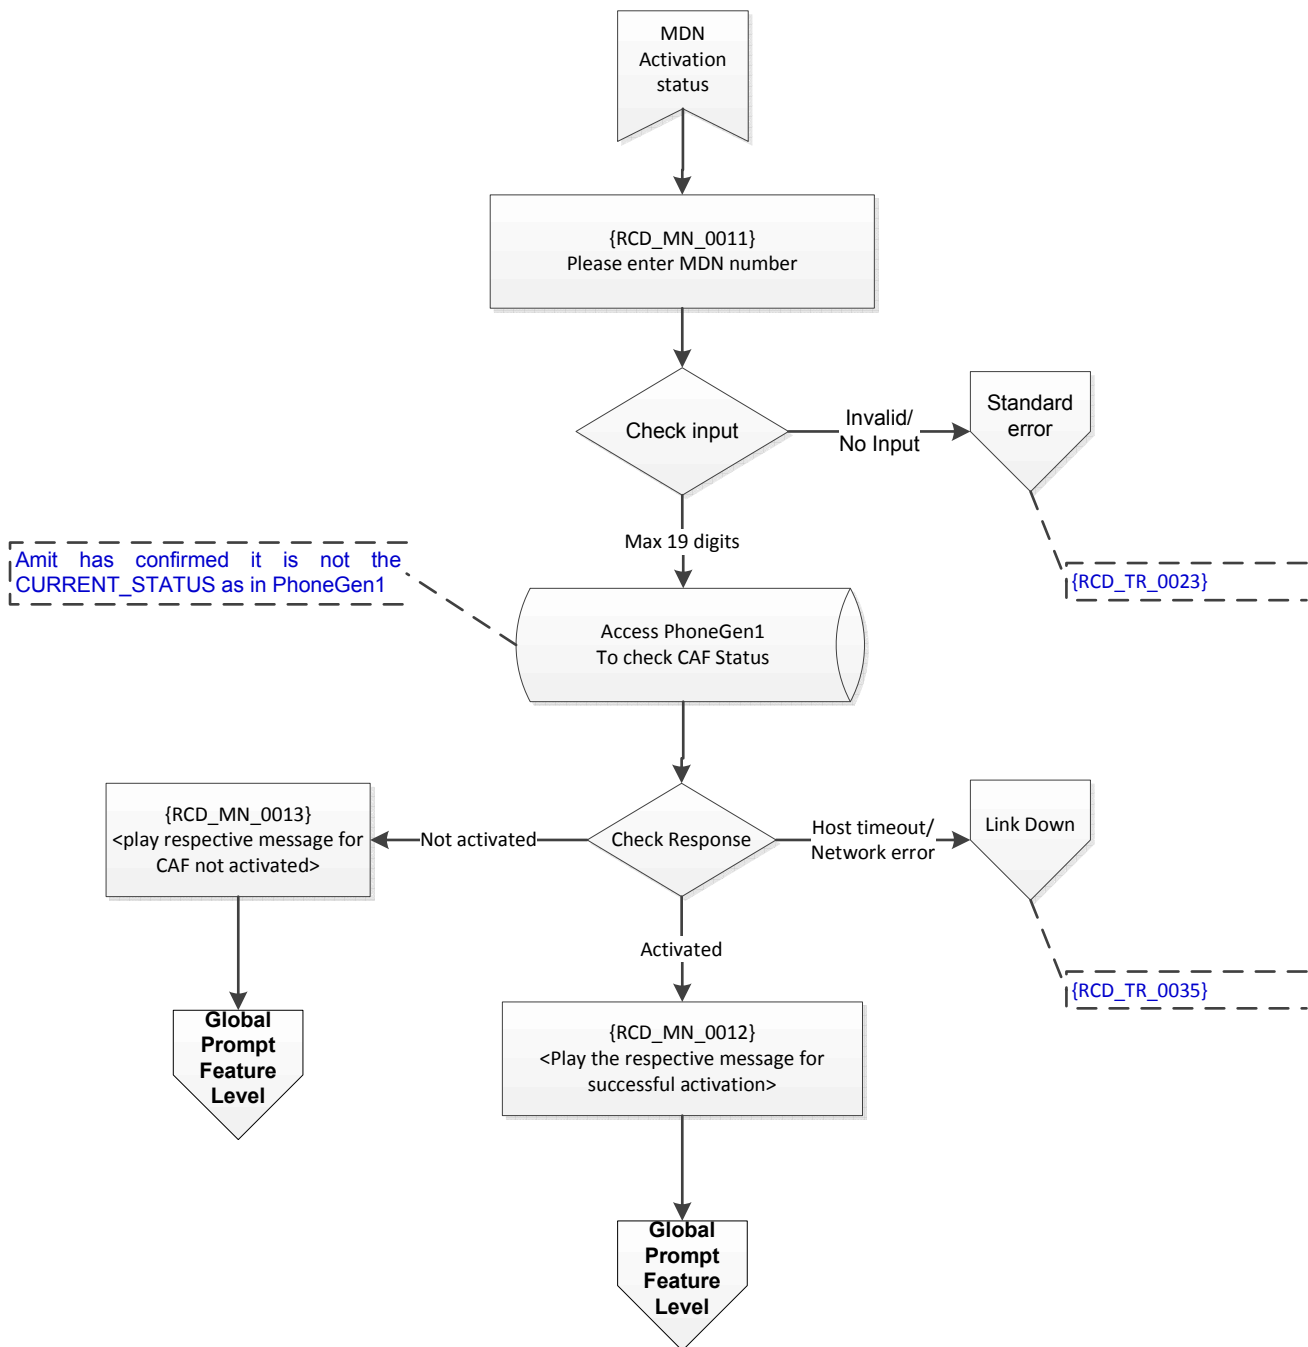 MDN
Activation
status
{RCD_MN_0011}
Please enter MDN number
Check input
Invalid/
No Input
Standard
error
Max 19 digits
{RCD_TR_0023}
Amit has confirmed it is not the
CURRENT_STATUS as in PhoneGen1
Access PhoneGen1
To check CAF Status
{RCD_MN_0013}
<play respective message for
CAF not activated>
Not activated
Check Response
Host timeout/
Network error
Link Down
Activated
{RCD_TR_0035}
Global
Prompt
Feature
Level
{RCD_MN_0012}
<Play the respective message for
successful activation>
Global
Prompt
Feature
Level